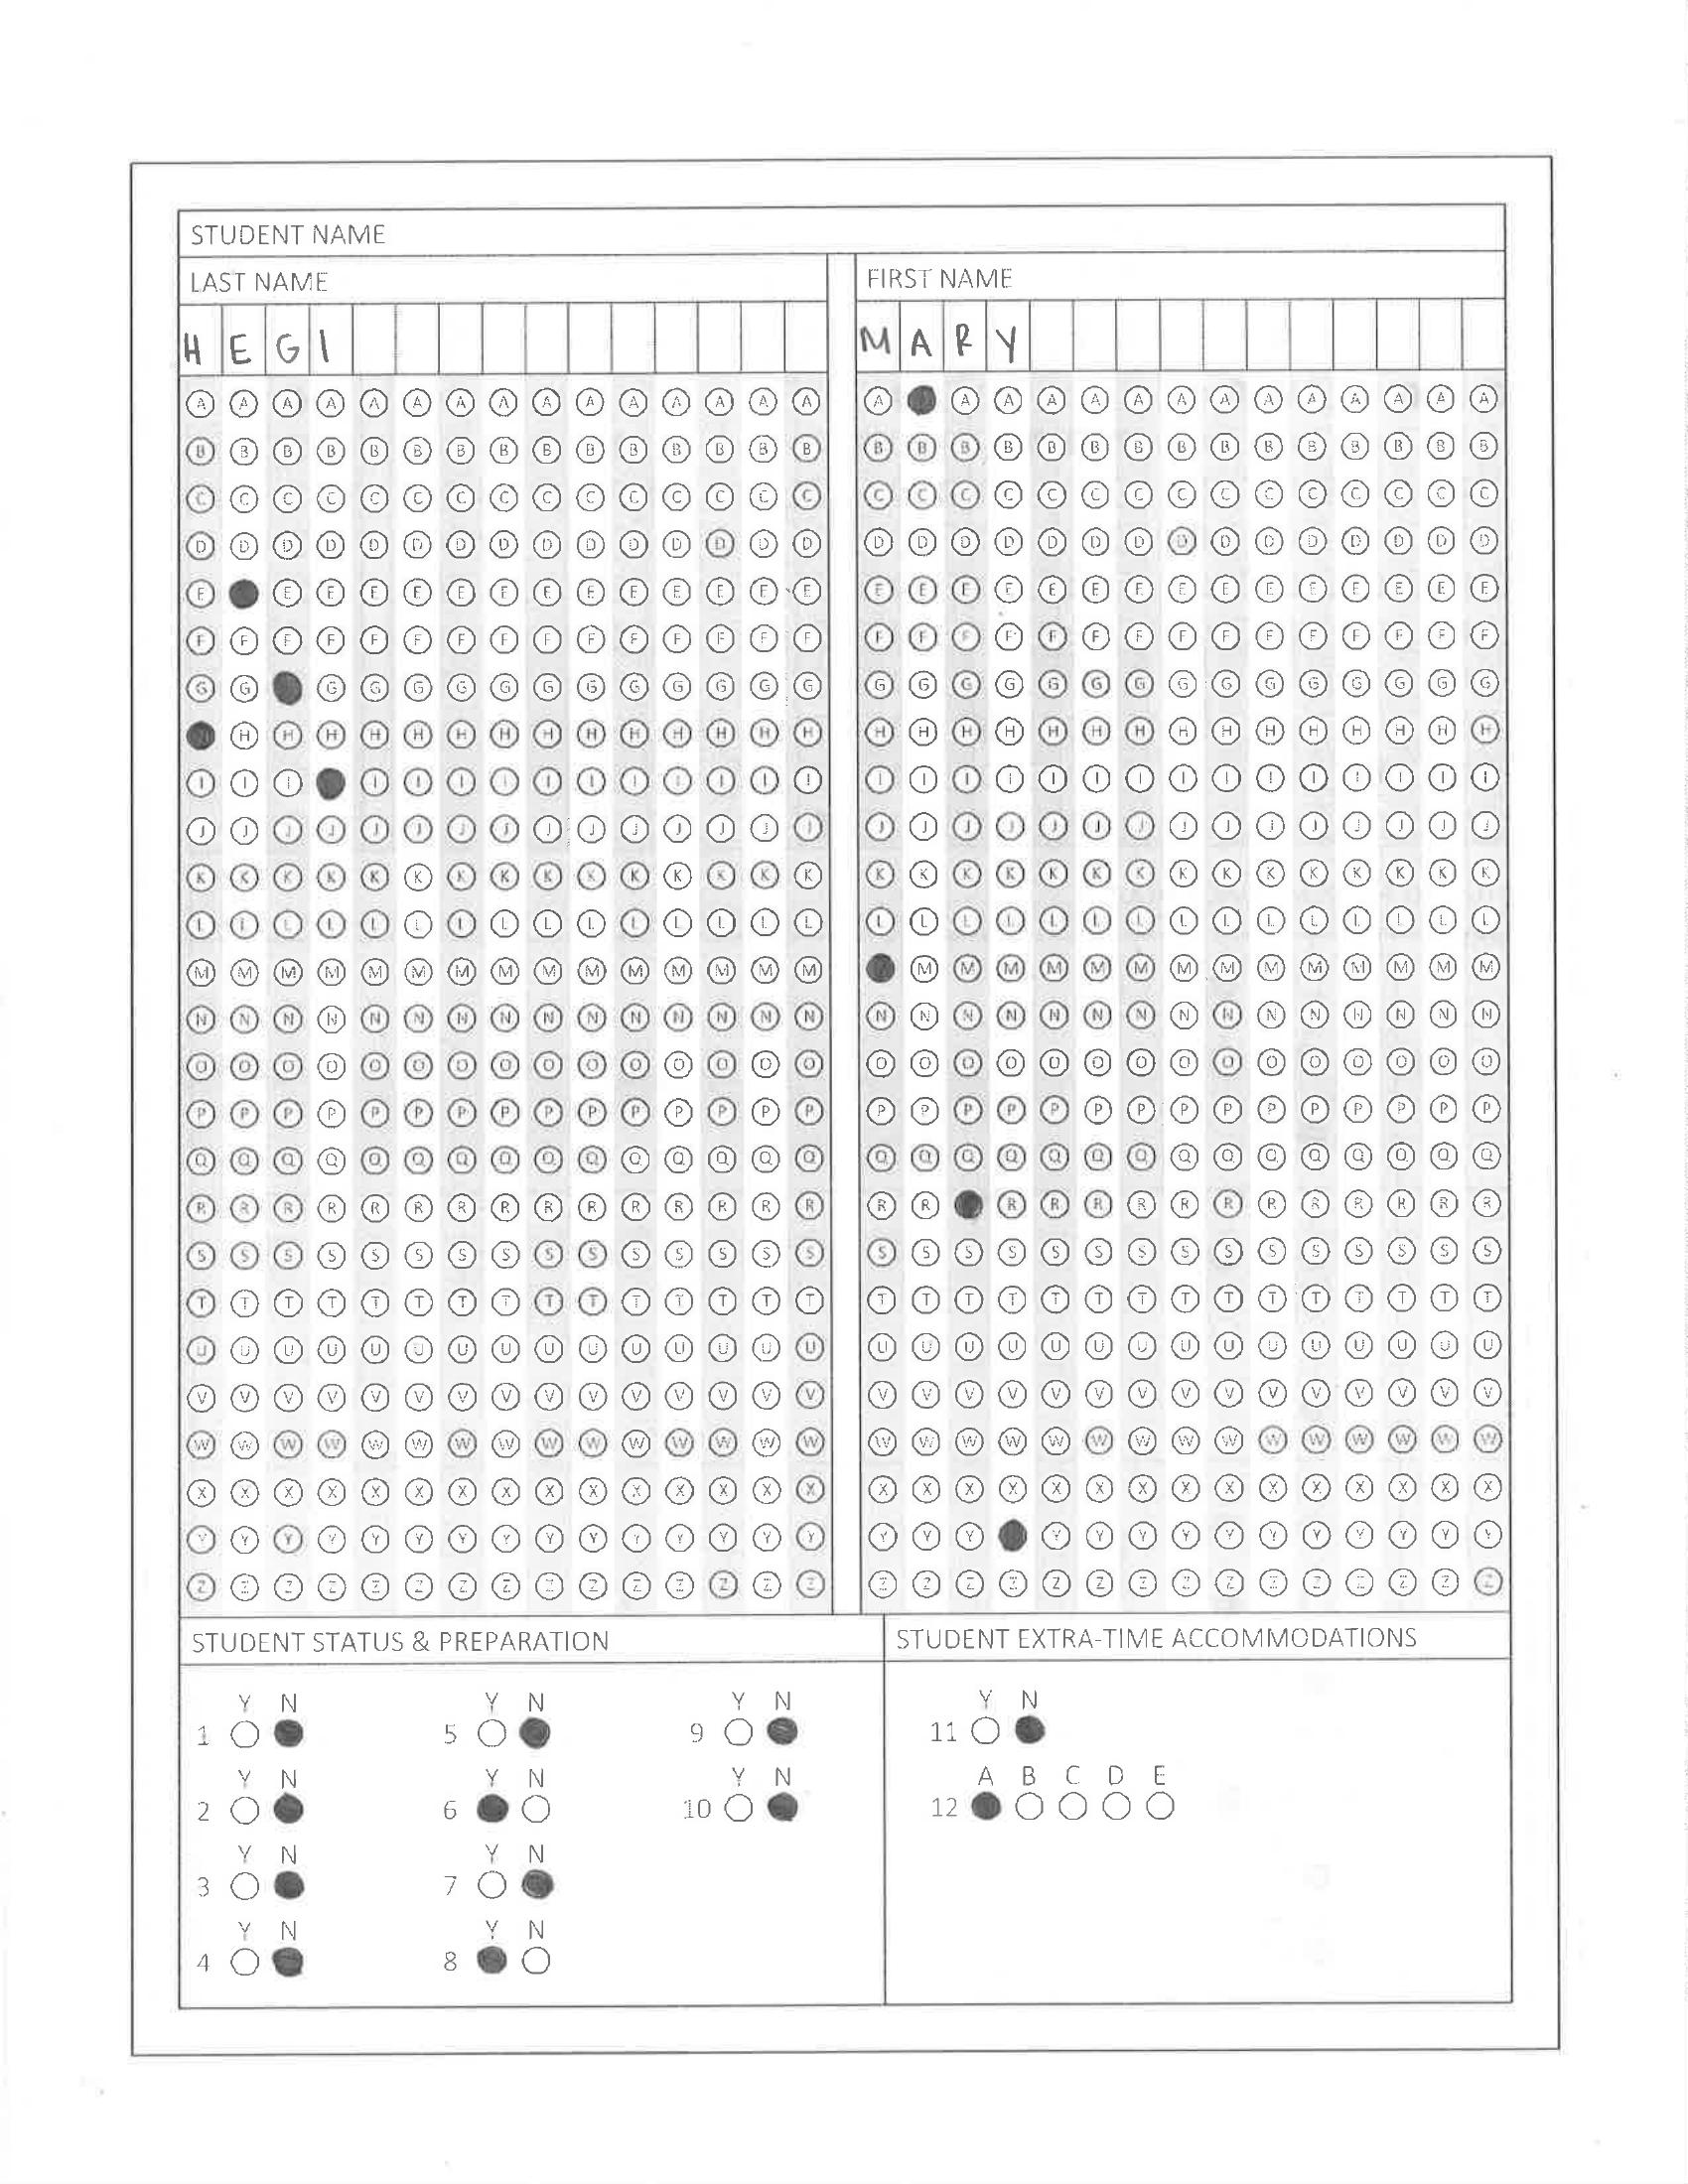 STUDENT NAME
LAST NAME FIRST NAME
H E G I M A R Y
A A A A A A A A A A A A A A A A A A A A A A A A A A A A A
B B B B B B B B B B B B B B B B B B B B B B B B B B B B B B
C C C C C C C C C C C C C C C C C C C C C C C C C C C C C C
D D D D D D D D D D D D D D D D D D D D D D D D D D D D D D
E E E E E E E E E E E E E E E E E E E E E E E E E E E E E
F F F F F F F F F F F F F F F F F F F F F F F F F F F F F F
G G G G G G G G G G G G G G G G G G G G G G G G G G G G G
H H H H H H H H H H H H H H H H H H H H H H H H H H H H H
I I I I I I I I I I I I I I I I I I I I I I I I I I I I I
J J J J J J J J J J J J J J J J J J J J J J J J J J J J J J
K K K K K K K K K K K K K K K K K K K K K K K K K K K K K K
L L L L L L L L L L L L L L L L L L L L L L L L L L L L L L
M M M M M M M M M M M M M M M M M M M M M M M M M M M M M
N N N N N N N N N N N N N N N N N N N N N N N N N N N N N N
O O O O O O O O O O O O O O O O O O O O O O O O O O O O O O
P P P P P P P P P P P P P P P P P P P P P P P P P P P P P P
Q Q Q Q Q Q Q Q Q Q Q Q Q Q Q Q Q Q Q Q Q Q Q Q Q Q Q Q Q Q
R R R R R R R R R R R R R R R R R R R R R R R R R R R R R
S S S S S S S S S S S S S S S S S S S S S S S S S S S S S S
T T T T T T T T T T T T T T T T T T T T T T T T T T T T T T
U U U U U U U U U U U U U U U U U U U U U U U U U U U U U U
V V V V V V V V V V V V V V V V V V V V V V V V V V V V V V
W W W W W W W W W W W W W W W W W W W W W W W W W W W W W W
X X X X X X X X X X X X X X X X X X X X X X X X X X X X X X
Y Y Y Y Y Y Y Y Y Y Y Y Y Y Y Y Y Y Y Y Y Y Y Y Y Y Y Y Y
Z Z Z Z Z Z Z Z Z Z Z Z Z Z Z Z Z Z Z Z Z Z Z Z Z Z Z Z Z Z
STUDENT STATUS & PREPARATION STUDENT EXTRA-TIME ACCOMMODATIONS
Y N Y N Y N Y N
1 5 9 11
Y N Y N Y N A B C D E
2 6 10 12
Y N Y N
3 7
Y N Y N
4 8